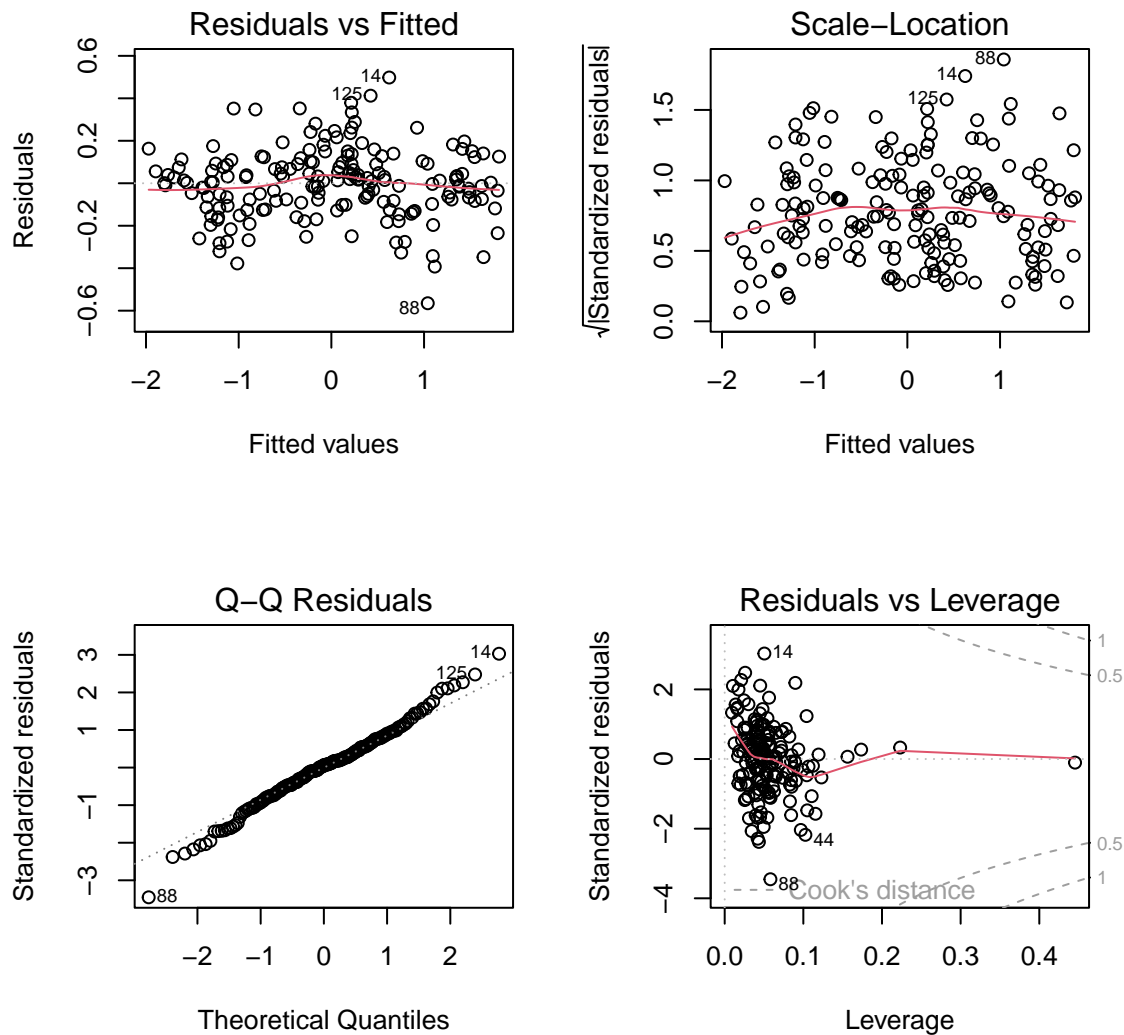 Residuals vs Fitted
Residuals
0.6
0.2
−0.2
−0.6
14
125
88
−2 −1 0 1
Fitted values
Scale−Location
√|Standardized residuals|
1.5
1.0
0.5
0.0
88
14
125
−2 −1 0 1
Fitted values
Q−Q Residuals
Standardized residuals
3
1
−1
−3
14
125
88
−2 −1 0 1 2
Theoretical Quantiles
Residuals vs Leverage
Standardized residuals
2
0
−2
−4
14
44
88
Cook's distance
1
0.5
0.5
1
0.0 0.1 0.2 0.3 0.4
Leverage